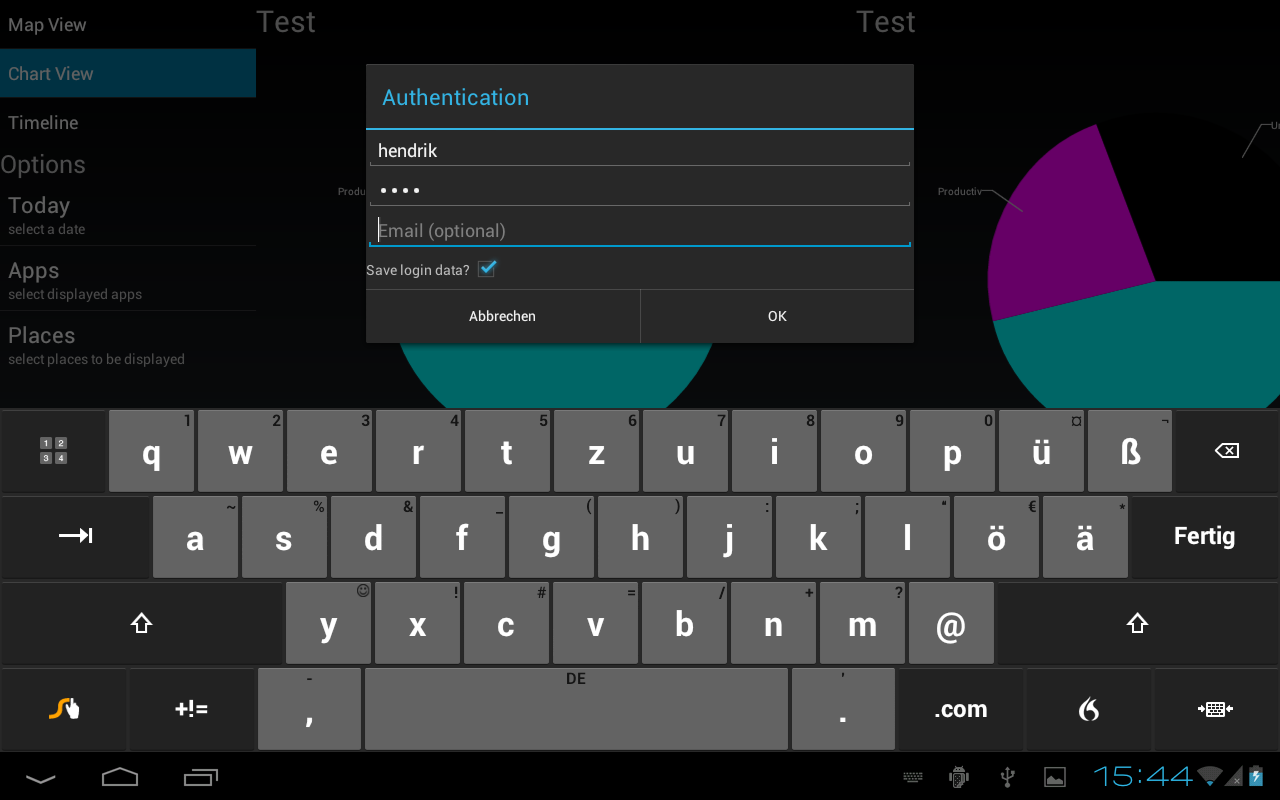 Map View
Chart View
Timeline
Options
Today
select a date
Apps
select displayed apps
Places
select places to be displayed
Test
Test
Produ
Productiv
Authentication
hendrik
••••
Email (optional)
Save login data?
Abbrechen
OK
1 2 3 4
q 1 w 2 e 3 r 4 t 5 z 6 u 7 i 8 o 9 p 0 ü ¤ ß ¬
a ~ s % d & f _ g ( h ) j : k ; l “ ö € ä * Fertig
y ☺ x ! c # v = b / n + m ? @
+!= , - DE . ' .com
15:44